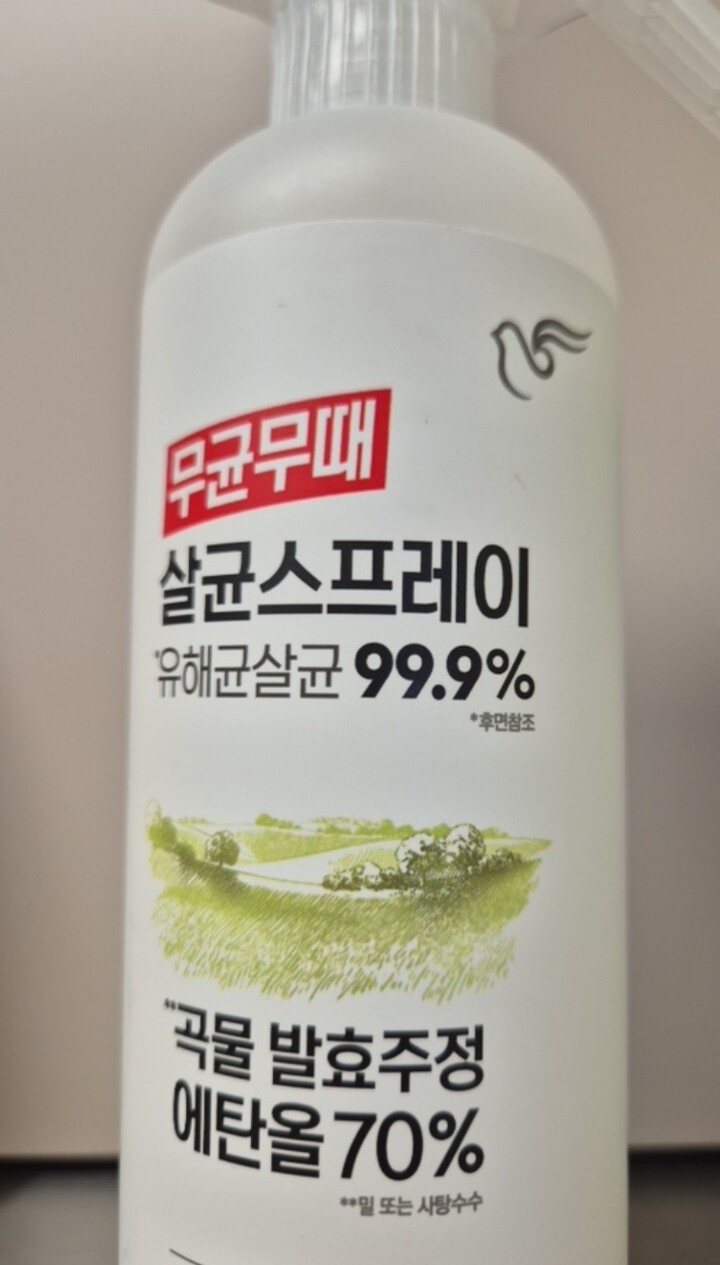 무균무때
살균스프레이
*유해균살균 99.9%
*후면참조
**곡물 발효주정
에탄올 70%
**밀 또는 사탕수수